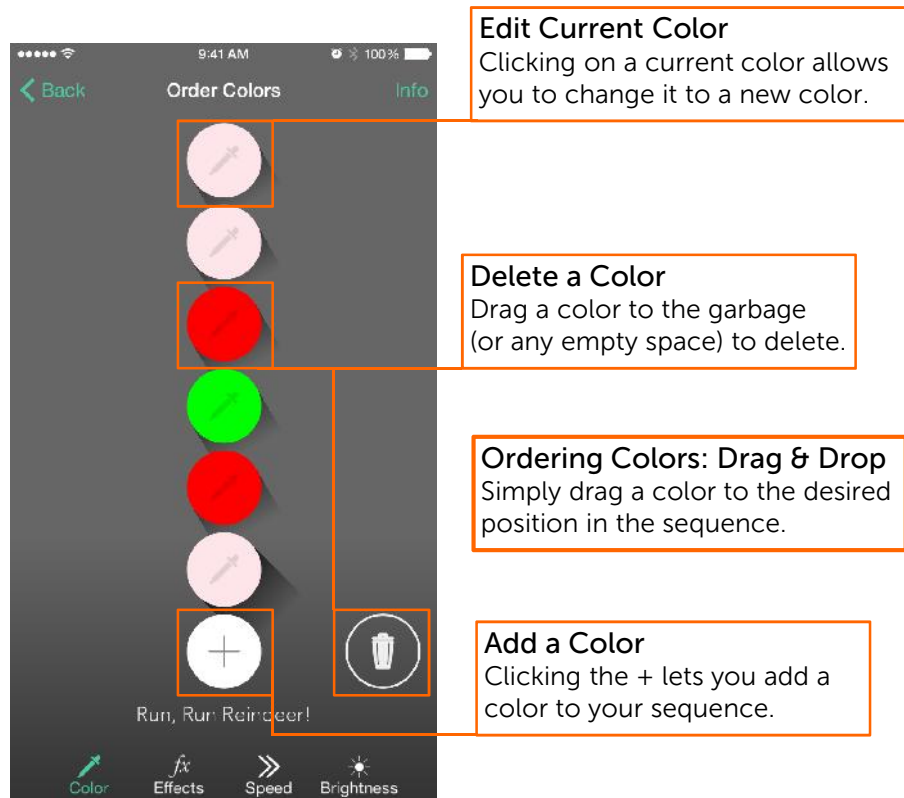 9:41 AM
100%
Back
Order Colors
Info
Edit Current Color
Clicking on a current color allows
you to change it to a new color.
Delete a Color
Drag a color to the garbage
(or any empty space) to delete.
Ordering Colors: Drag & Drop
Simply drag a color to the desired
position in the sequence.
Add a Color
Clicking the + lets you add a
color to your sequence.
Run, Run Reindeer!
fx
Color
Effects
Speed
Brightness